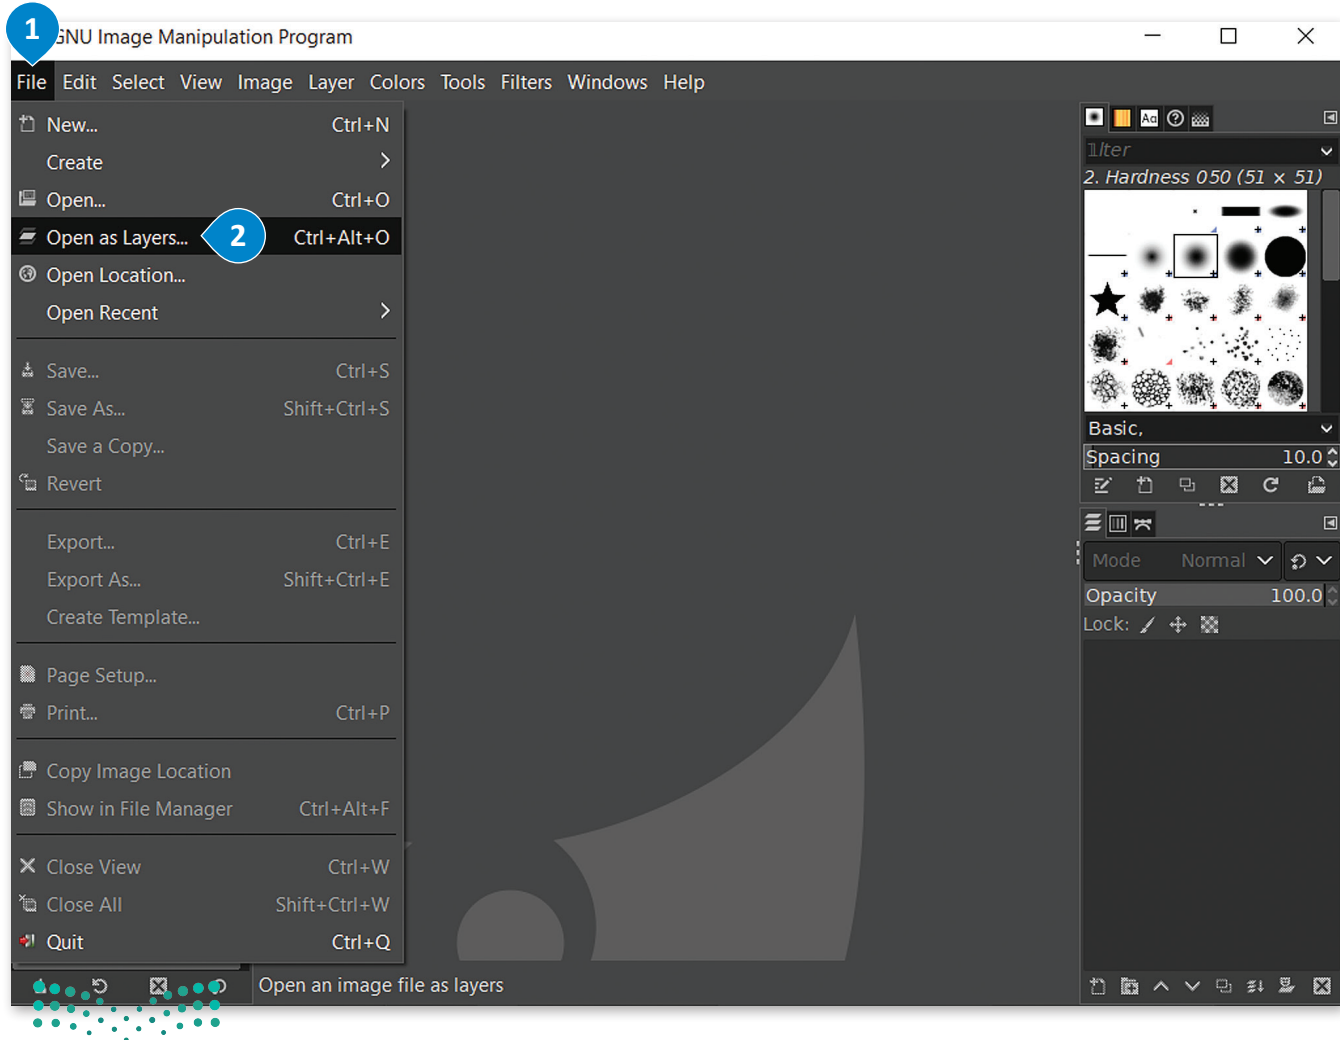 1
GNU Image Manipulation Program
File Edit Select View Image Layer Colors Tools Filters Windows Help
New... Ctrl+N
Create
Open... Ctrl+O
Open as Layers... 2 Ctrl+Alt+O
Open Location...
Open Recent
Save... Ctrl+S
Save As... Shift+Ctrl+S
Save a Copy...
Revert
Export... Ctrl+E
Export As... Shift+Ctrl+E
Create Template...
Page Setup...
Print... Ctrl+P
Copy Image Location
Show in File Manager Ctrl+Alt+F
Close View Ctrl+W
Close All Shift+Ctrl+W
Quit Ctrl+Q
Open an image file as layers
Aa
lter
2. Hardness 050 (51 × 51)
Basic,
Spacing 10.0
Mode Normal
Opacity 100.0
Lock: